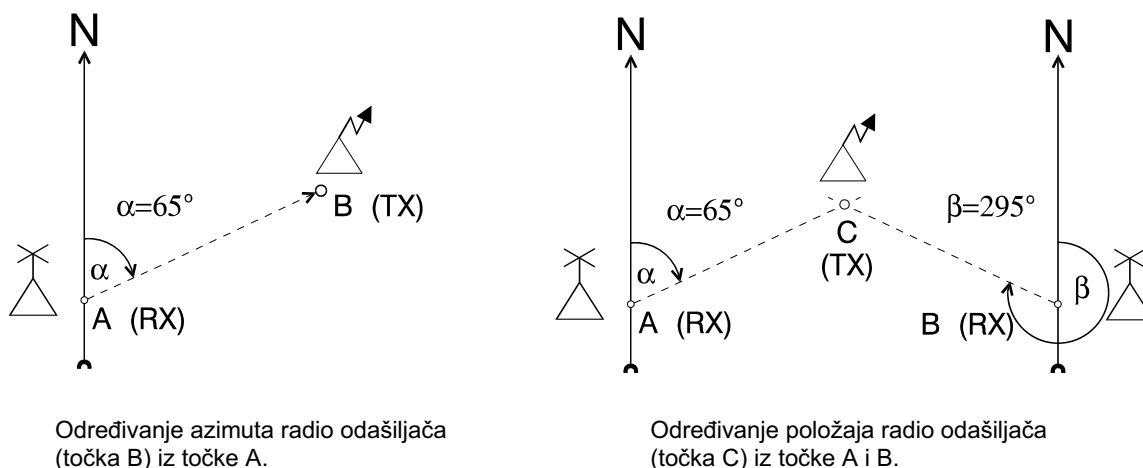 N
α=65°
α
B (TX)
A (RX)
Određivanje azimuta radio odašiljača
(točka B) iz točke A.
N
N
α=65°
β=295°
α
C
(TX)
β
A (RX)
B (RX)
Određivanje položaja radio odašiljača
(točka C) iz točke A i B.